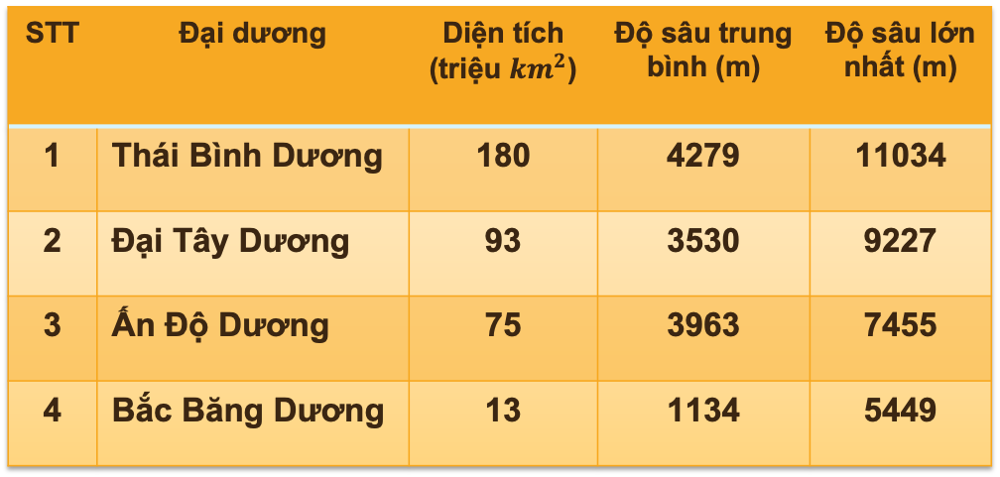 STT Đại dương Diện tích (triệu km²) Độ sâu trung bình (m) Độ sâu lớn nhất (m)
1 Thái Bình Dương 180 4279 11034
2 Đại Tây Dương 93 3530 9227
3 Ấn Độ Dương 75 3963 7455
4 Bắc Băng Dương 13 1134 5449